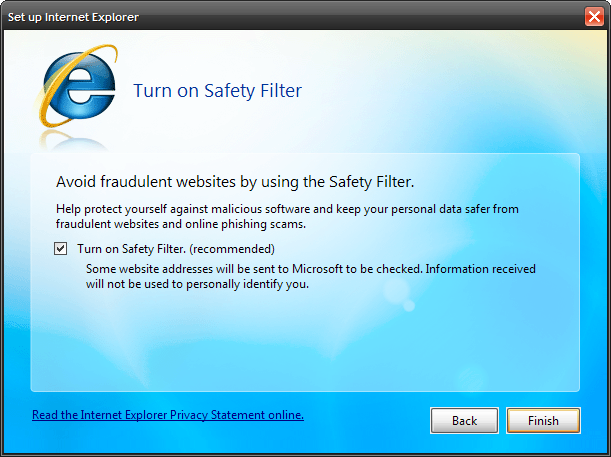 Set up Internet Explorer
Turn on Safety Filter
Avoid fraudulent websites by using the Safety Filter.
Help protect yourself against malicious software and keep your personal data safer from
fraudulent websites and online phishing scams.
Turn on Safety Filter. (recommended)
Some website addresses will be sent to Microsoft to be checked. Information received
will not be used to personally identify you.
Read the Internet Explorer Privacy Statement online.
Back
Finish